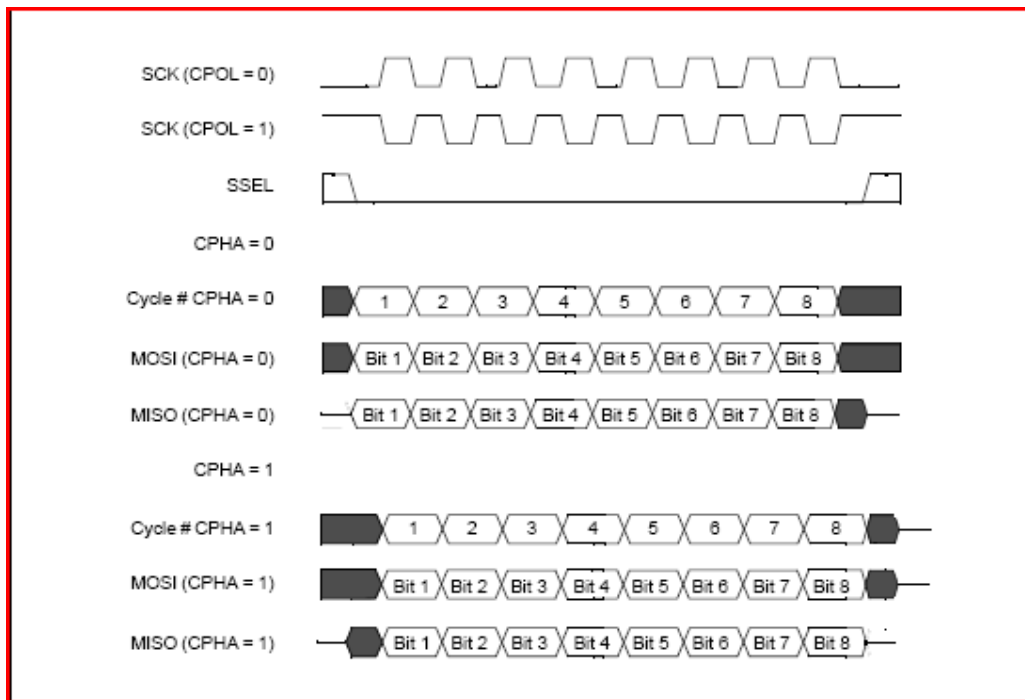 SCK (CPOL = 0)
SCK (CPOL = 1)
SSEL
CPHA = 0
Cycle # CPHA = 0 1 2 3 4 5 6 7 8
MOSI (CPHA = 0) Bit 1 Bit 2 Bit 3 Bit 4 Bit 5 Bit 6 Bit 7 Bit 8
MISO (CPHA = 0) Bit 1 Bit 2 Bit 3 Bit 4 Bit 5 Bit 6 Bit 7 Bit 8
CPHA = 1
Cycle # CPHA = 1 1 2 3 4 5 6 7 8
MOSI (CPHA = 1) Bit 1 Bit 2 Bit 3 Bit 4 Bit 5 Bit 6 Bit 7 Bit 8
MISO (CPHA = 1) Bit 1 Bit 2 Bit 3 Bit 4 Bit 5 Bit 6 Bit 7 Bit 8